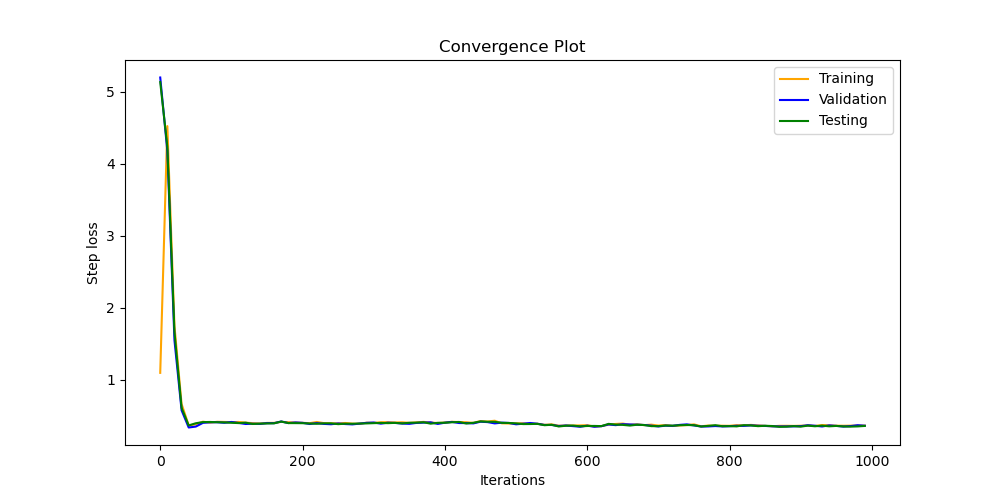 Convergence Plot
Training
Validation
Testing
5
4
3
2
1
Step loss
0
200
400
600
800
1000
Iterations